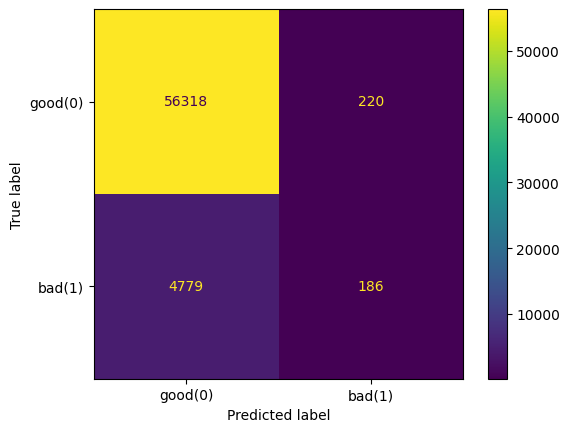 good(0)
bad(1)
True label
56318
220
4779
186
good(0)
bad(1)
Predicted label
50000
40000
30000
20000
10000